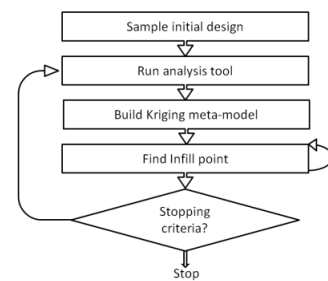 Sample initial design
Run analysis tool
Build Kriging meta-model
Find Infill point
Stopping
criteria?
Stop